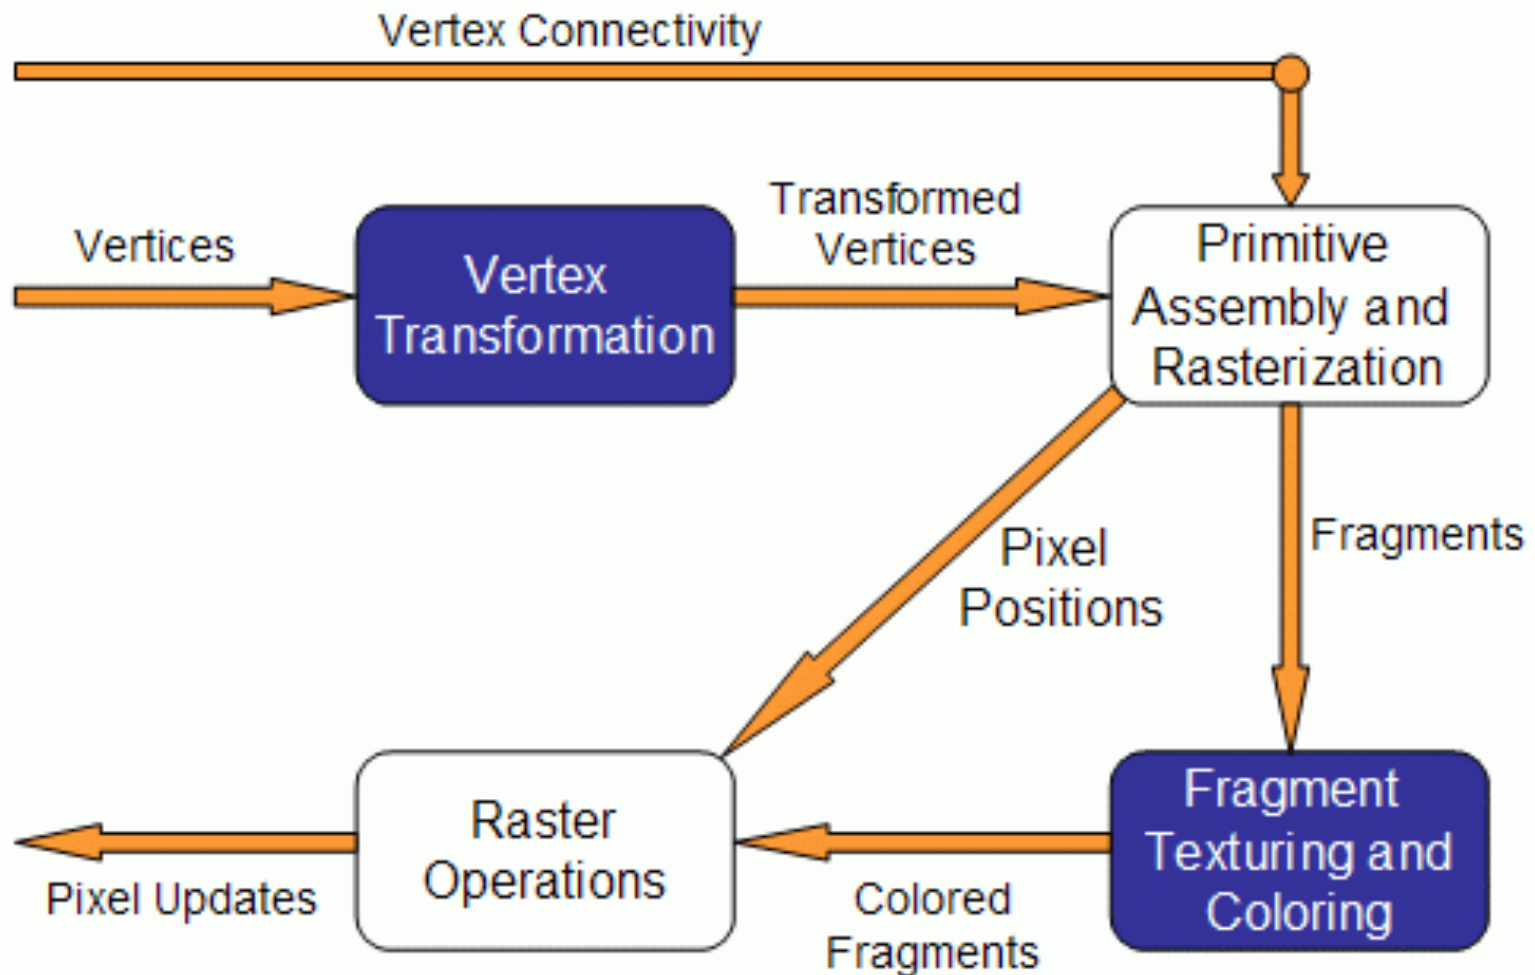 Vertex Connectivity
Vertices
Vertex
Transformation
Transformed
Vertices
Primitive
Assembly and
Rasterization
Pixel
Positions
Fragments
Fragment
Texturing and
Coloring
Colored
Fragments
Raster
Operations
Pixel Updates